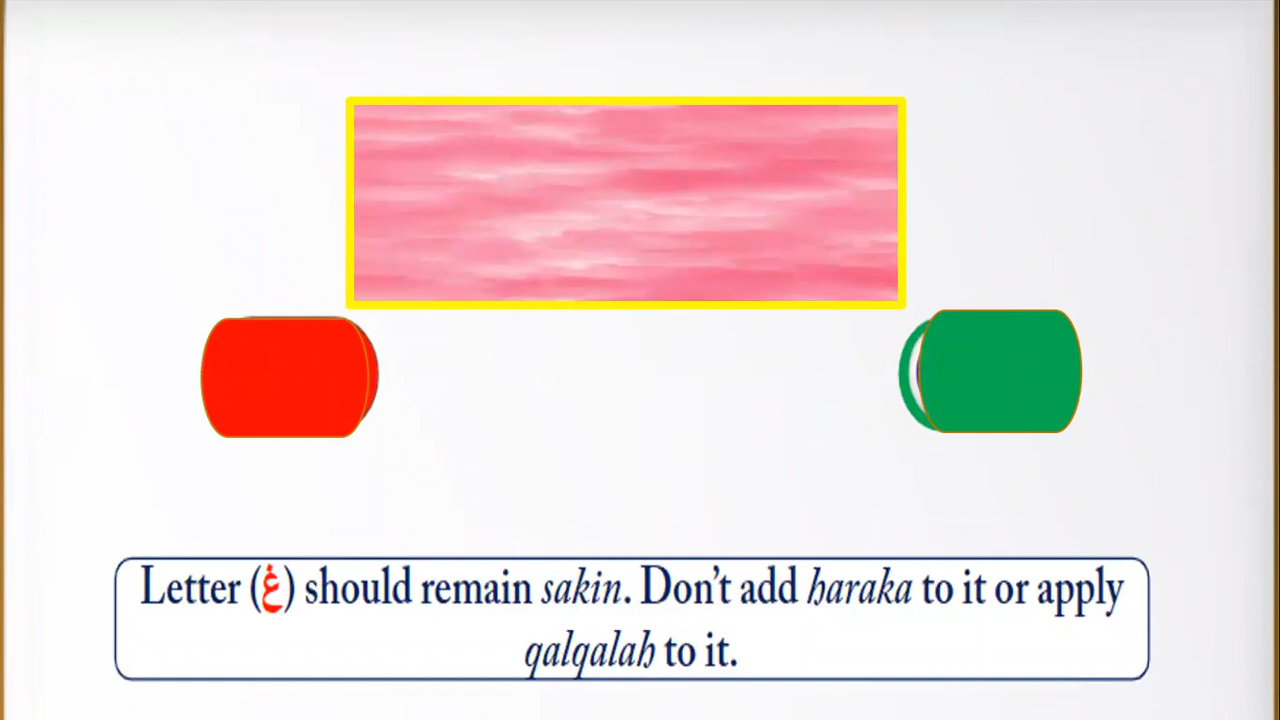 Letter (غ) should remain sakin. Don't add haraka to it or apply
qalqalah to it.